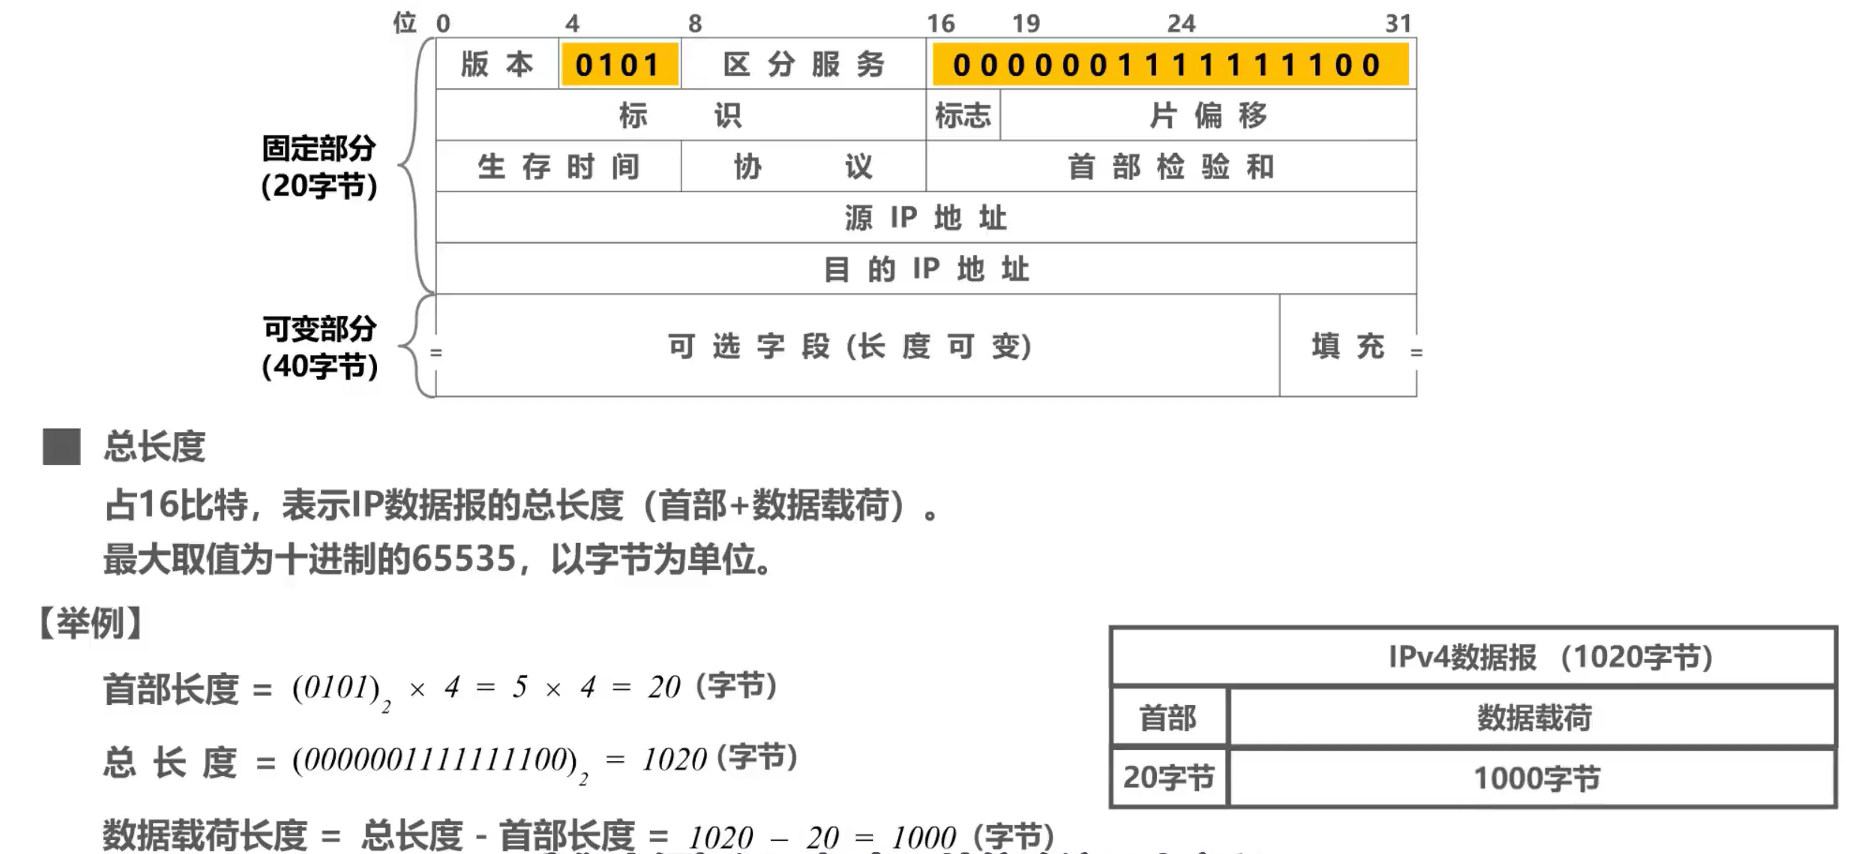 位 0 4 8 16 19 24 31
版本 0101 区分服务 0000001111111100
标识 标志 片偏移
固定部分
(20字节)
生存时间 协议 首部检验和
源 IP 地址
目的 IP 地址
可变部分
(40字节)
= 可选字段(长度可变) 填充 =
总长度
占16比特，表示IP数据报的总长度（首部+数据载荷）。
最大取值为十进制的65535，以字节为单位。
【举例】
首部长度 = (0101)2 × 4 = 5 × 4 = 20 (字节)
总长度 = (0000001111111100)2 = 1020 (字节)
数据载荷长度 = 总长度 - 首部长度 = 1020 − 20 = 1000 (字节)
IPv4数据报 （1020字节）
首部 数据载荷
20字节 1000字节